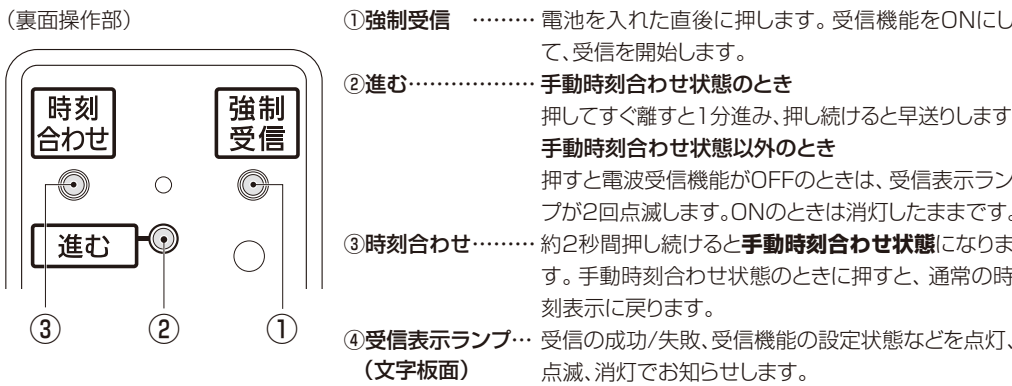 （裏面操作部）
時刻
合わせ
強制
受信
進む
③
②
①
①強制受信 ……… 電池を入れた直後に押します。受信機能をONにし
て、受信を開始します。
②進む……………… 手動時刻合わせ状態のとき
押してすぐ離すと1分進み、押し続けると早送りします
手動時刻合わせ状態以外のとき
押すと電波受信機能がOFFのときは、受信表示ラン
プが2回点滅します。ONのときは消灯したままです。
③時刻合わせ……… 約2秒間押し続けると手動時刻合わせ状態になりま
す。手動時刻合わせ状態のときに押すと、通常の時
刻表示に戻ります。
④受信表示ランプ… 受信の成功/失敗、受信機能の設定状態などを点灯、
（文字板面） 点滅、消灯でお知らせします。